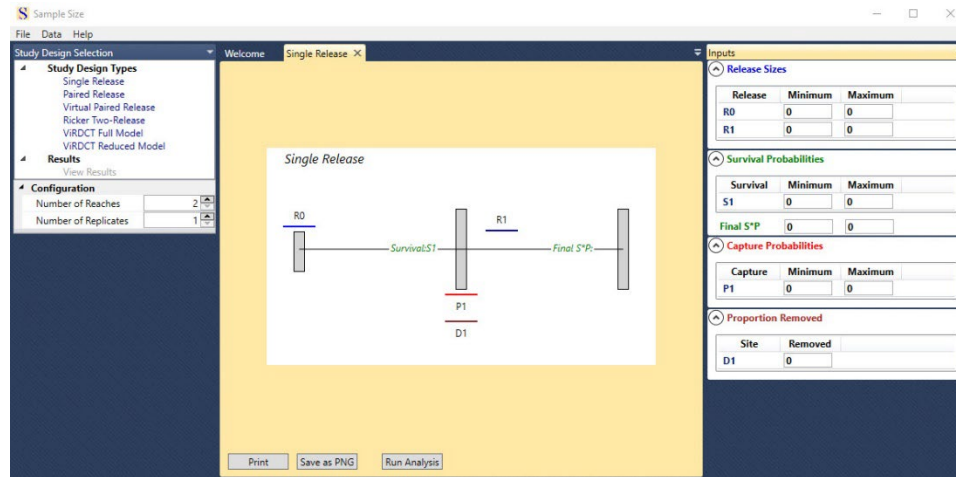 Sample Size
File Data Help
Study Design Selection
Study Design Types
Single Release
Paired Release
Virtual Paired Release
Ricker Two-Release
ViRDCT Full Model
ViRDCT Reduced Model
Results
View Results
Configuration
Number of Reaches 2
Number of Replicates 1
Welcome Single Release
Single Release
R0
R1
Survival:S1
Final S*P:
P1
D1
Print Save as PNG Run Analysis
Inputs
Release Sizes
Release Minimum Maximum
R0 0 0
R1 0 0
Survival Probabilities
Survival Minimum Maximum
S1 0 0
Final S*P 0 0
Capture Probabilities
Capture Minimum Maximum
P1 0 0
Proportion Removed
Site Removed
D1 0